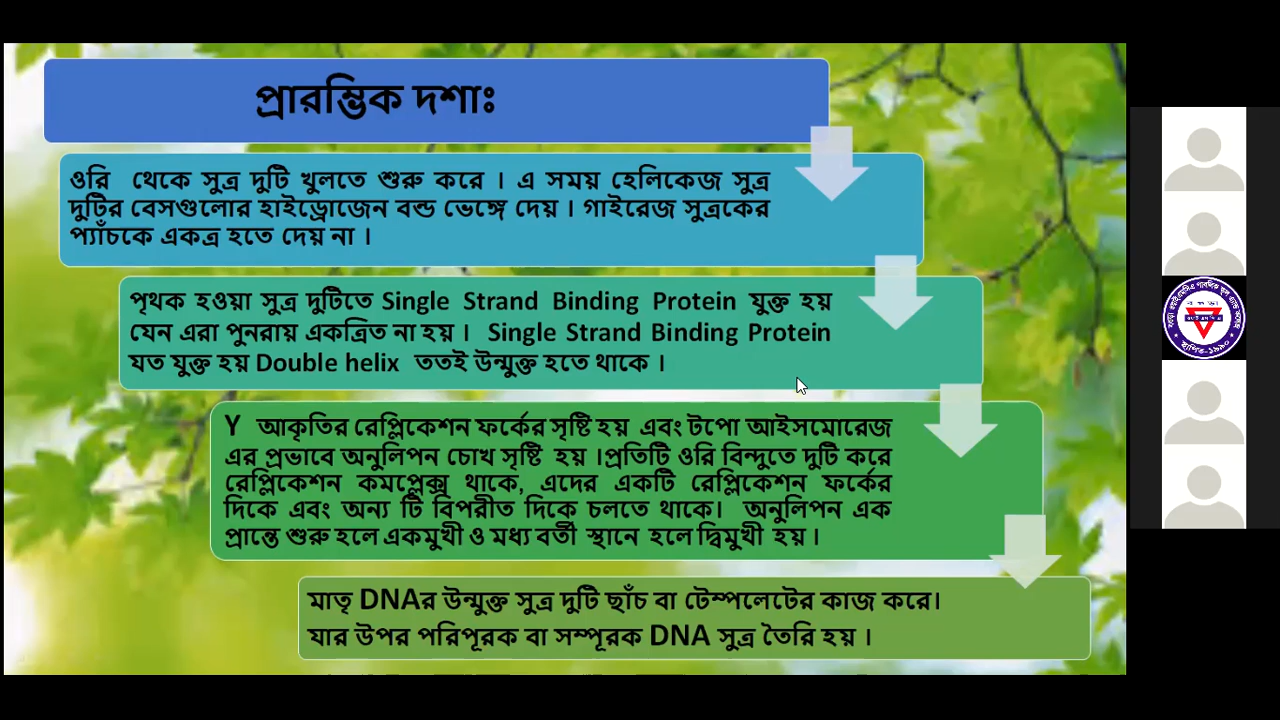 প্রারম্ভিক দশাঃ
ওরি থেকে সুত্র দুটি খুলতে শুরু করে । এ সময় হেলিকেজ সুত্র
দুটির বেসগুলোর হাইড্রোজেন বন্ড ভেঙ্গে দেয় । গাইরেজ সুত্রকের
প্যাঁচকে একত্র হতে দেয় না ।
পৃথক হওয়া সুত্র দুটিতে Single Strand Binding Protein যুক্ত হয়
যেন এরা পুনরায় একত্রিত না হয় । Single Strand Binding Protein
যত যুক্ত হয় Double helix ততই উন্মুক্ত হতে থাকে ।
Y আকৃতির রেপ্লিকেশন ফর্কের সৃষ্টি হয় এবং টপো আইসমোরেজ
এর প্রভাবে অনুলিপন চোখ সৃষ্টি হয় ।প্রতিটি ওরি বিন্দুতে দুটি করে
রেপ্লিকেশন কমপ্লেক্স থাকে, এদের একটি রেপ্লিকেশন ফর্কের
দিকে এবং অন্য টি বিপরীত দিকে চলতে থাকে। অনুলিপন এক
প্রান্তে শুরু হলে একমুখী ও মধ্য বর্তী স্থানে হলে দ্বিমুখী হয় ।
মাতৃ DNAর উন্মুক্ত সুত্র দুটি ছাঁচ বা টেম্পলেটের কাজ করে।
যার উপর পরিপূরক বা সম্পূরক DNA সুত্র তৈরি হয় ।
স্থাপিত-১৯৯০